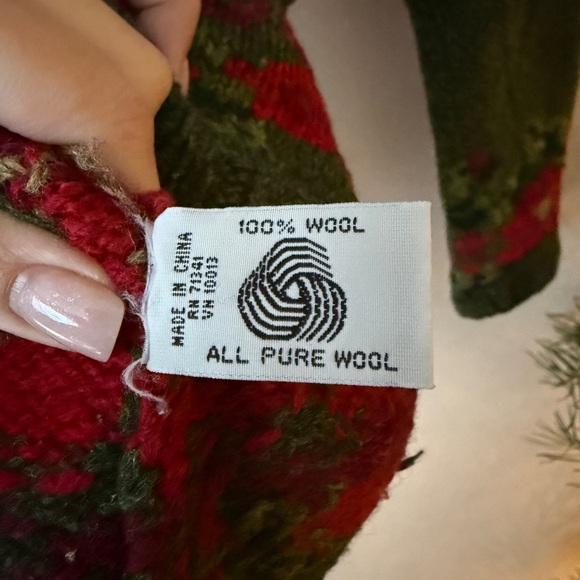 100% WOOL
ALL PURE WOOL
MADE IN CHINA
RN 71341
VN 10013